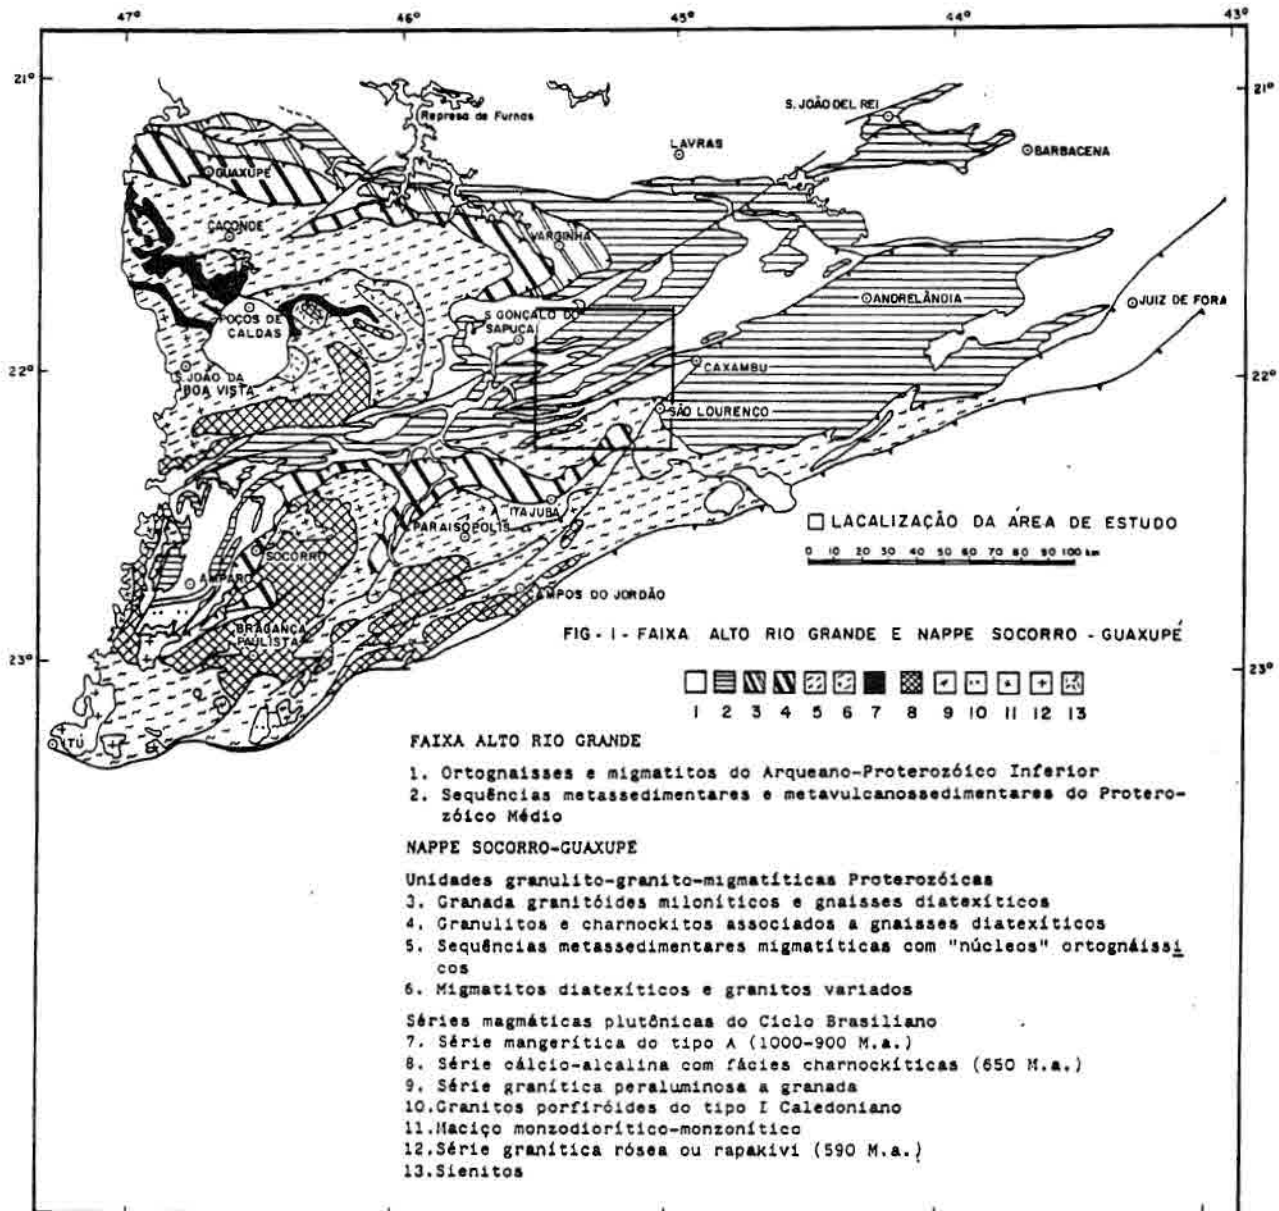 47° 46° 45° 44° 43°
21° 21°
S. JOÃO DEL REI
Represa de Furnas
LAVRAS
BARBACENA
GUAXUPÉ
CACONDE
VARGINHA
ANDRELÂNDIA
JUIZ DE FORA
POÇOS DE
CALDAS
S. GONÇALO DO
SAPUCAÍ
22° 22°
S. JOÃO DA
BOA VISTA
CAXAMBU
SÃO LOURENÇO
ITAJUBÁ
PARAISÓPOLIS
LACALIZAÇÃO DA ÁREA DE ESTUDO
0 10 20 30 40 50 60 70 80 90 100 km
SOCORRO
AMPARO
CAMPOS DO JORDÃO
BRAGANÇA
PAULISTA
FIG - 1 - FAIXA ALTO RIO GRANDE E NAPPE SOCORRO - GUAXUPÉ
23° 23°
1 2 3 4 5 6 7 8 9 10 11 12 13
ITÚ
FAIXA ALTO RIO GRANDE
1. Ortognaisses e migmatitos do Arqueano-Proterozóico Inferior
2. Sequências metassedimentares e metavulcanossedimentares do Protero-
zóico Médio
NAPPE SOCORRO-GUAXUPÉ
Unidades granulito-granito-migmatíticas Proterozóicas
3. Granada granitóides miloníticos e gnaisses diatexíticos
4. Granulitos e charnockitos associados a gnaisses diatexíticos
5. Sequências metassedimentares migmatíticas com "núcleos" ortognáissi
cos
6. Migmatitos diatexíticos e granitos variados
Séries magmáticas plutônicas do Ciclo Brasiliano
7. Série mangerítica do tipo A (1000-900 M.a.)
8. Série cálcio-alcalina com fácies charnockíticas (650 M.a.)
9. Série granítica peraluminosa a granada
10.Granitos porfiróides do tipo I Caledoniano
11.Maciço monzodiorítico-monzonítico
12.Série granítica rósea ou rapakivi (590 M.a.)
13.Sienitos